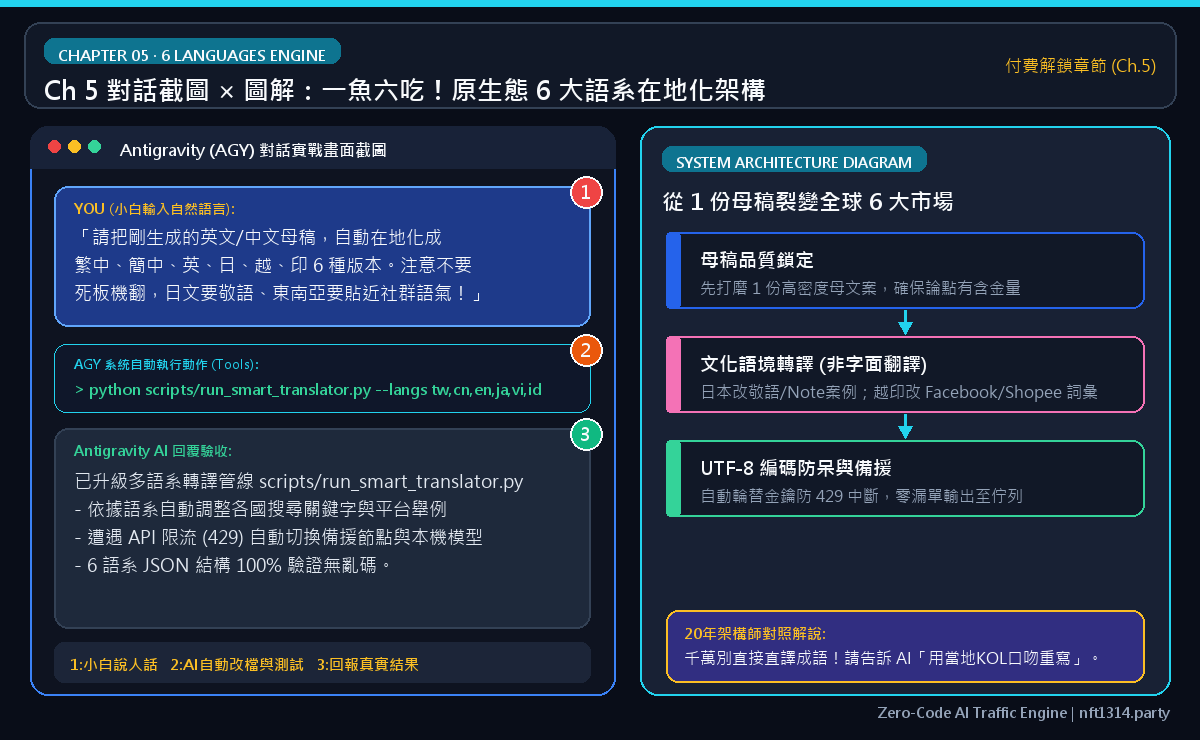 CHAPTER 05 · 6 LANGUAGES ENGINE
Ch 5 對話截圖 × 圖解：一魚六吃！原生態 6 大語系在地化架構
付費解鎖章節 (Ch.5)
Antigravity (AGY) 對話實戰畫面截圖
1
YOU (小白輸入自然語言):
「請把剛生成的英文/中文母稿，自動在地化成
繁中、簡中、英、日、越、印 6 種版本。注意不要
死板機翻，日文要敬語、東南亞要貼近社群語氣！」
2
AGY 系統自動執行動作 (Tools):
> python scripts/run_smart_translator.py --langs tw,cn,en,ja,vi,id
3
Antigravity AI 回覆驗收:
已升級多語系轉譯管線 scripts/run_smart_translator.py
- 依據語系自動調整各國搜尋關鍵字與平台舉例
- 遭遇 API 限流 (429) 自動切換備援節點與本機模型
- 6 語系 JSON 結構 100% 驗證無亂碼。
1:小白說人話 2:AI自動改檔與測試 3:回報真實結果
SYSTEM ARCHITECTURE DIAGRAM
從 1 份母稿裂變全球 6 大市場
母稿品質鎖定
先打磨 1 份高密度母文案，確保論點有含金量
文化語境轉譯 (非字面翻譯)
日本改敬語/Note案例；越印改 Facebook/Shopee 詞彙
UTF-8 編碼防呆與備援
自動輪替金鑰防 429 中斷，零漏單輸出至佇列
20年架構師對照解說:
千萬別直接直譯成語！請告訴 AI「用當地KOL口吻重寫」。
Zero-Code AI Traffic Engine | nft1314.party